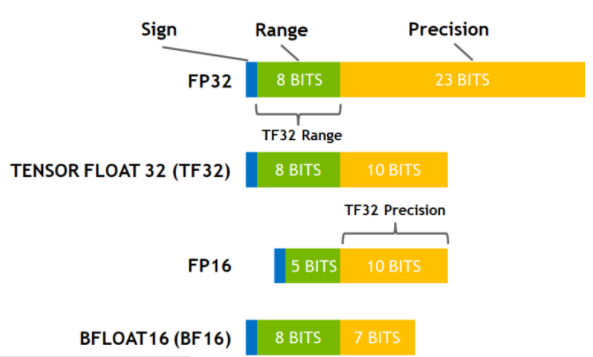 Sign Range Precision
FP32 8 BITS 23 BITS
TF32 Range
TENSOR FLOAT 32 (TF32) 8 BITS 10 BITS
TF32 Precision
FP16 5 BITS 10 BITS
BFLOAT16 (BF16) 8 BITS 7 BITS